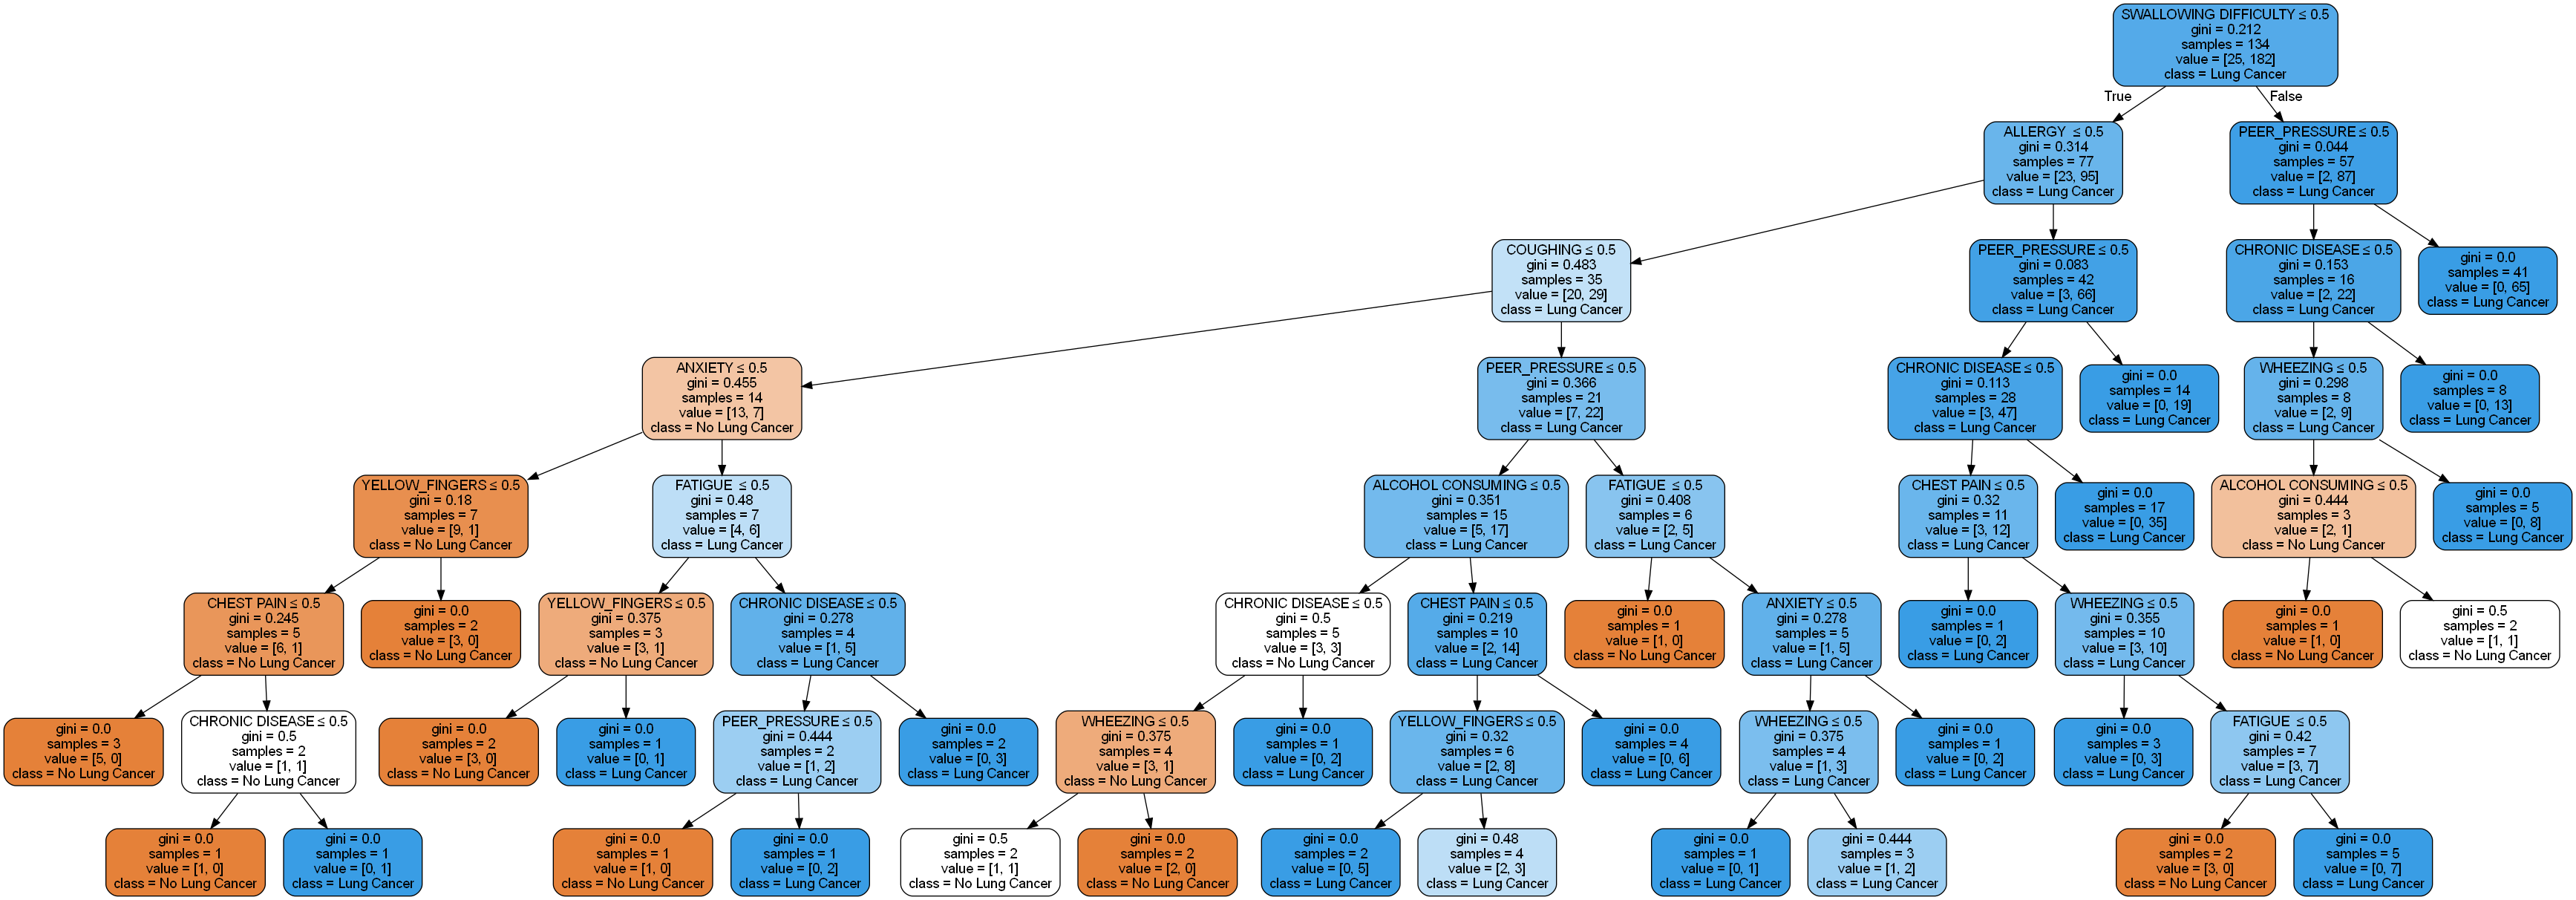 SWALLOWING DIFFICULTY ≤ 0.5
gini = 0.212
samples = 134
value = [25, 182]
class = Lung Cancer
True
False
ALLERGY ≤ 0.5
gini = 0.314
samples = 77
value = [23, 95]
class = Lung Cancer
PEER_PRESSURE ≤ 0.5
gini = 0.044
samples = 57
value = [2, 87]
class = Lung Cancer
COUGHING ≤ 0.5
gini = 0.483
samples = 35
value = [20, 29]
class = Lung Cancer
PEER_PRESSURE ≤ 0.5
gini = 0.083
samples = 42
value = [3, 66]
class = Lung Cancer
CHRONIC DISEASE ≤ 0.5
gini = 0.153
samples = 16
value = [2, 22]
class = Lung Cancer
gini = 0.0
samples = 41
value = [0, 65]
class = Lung Cancer
ANXIETY ≤ 0.5
gini = 0.455
samples = 14
value = [13, 7]
class = No Lung Cancer
PEER_PRESSURE ≤ 0.5
gini = 0.366
samples = 21
value = [7, 22]
class = Lung Cancer
CHRONIC DISEASE ≤ 0.5
gini = 0.113
samples = 28
value = [3, 47]
class = Lung Cancer
gini = 0.0
samples = 14
value = [0, 19]
class = Lung Cancer
WHEEZING ≤ 0.5
gini = 0.298
samples = 8
value = [2, 9]
class = Lung Cancer
gini = 0.0
samples = 8
value = [0, 13]
class = Lung Cancer
YELLOW_FINGERS ≤ 0.5
gini = 0.18
samples = 7
value = [9, 1]
class = No Lung Cancer
FATIGUE ≤ 0.5
gini = 0.48
samples = 7
value = [4, 6]
class = Lung Cancer
ALCOHOL CONSUMING ≤ 0.5
gini = 0.351
samples = 15
value = [5, 17]
class = Lung Cancer
FATIGUE ≤ 0.5
gini = 0.408
samples = 6
value = [2, 5]
class = Lung Cancer
CHEST PAIN ≤ 0.5
gini = 0.32
samples = 11
value = [3, 12]
class = Lung Cancer
gini = 0.0
samples = 17
value = [0, 35]
class = Lung Cancer
ALCOHOL CONSUMING ≤ 0.5
gini = 0.444
samples = 3
value = [2, 1]
class = No Lung Cancer
gini = 0.0
samples = 5
value = [0, 8]
class = Lung Cancer
CHEST PAIN ≤ 0.5
gini = 0.245
samples = 5
value = [6, 1]
class = No Lung Cancer
gini = 0.0
samples = 2
value = [3, 0]
class = No Lung Cancer
YELLOW_FINGERS ≤ 0.5
gini = 0.375
samples = 3
value = [3, 1]
class = No Lung Cancer
CHRONIC DISEASE ≤ 0.5
gini = 0.278
samples = 4
value = [1, 5]
class = Lung Cancer
CHRONIC DISEASE ≤ 0.5
gini = 0.5
samples = 5
value = [3, 3]
class = No Lung Cancer
CHEST PAIN ≤ 0.5
gini = 0.219
samples = 10
value = [2, 14]
class = Lung Cancer
gini = 0.0
samples = 1
value = [1, 0]
class = No Lung Cancer
ANXIETY ≤ 0.5
gini = 0.278
samples = 5
value = [1, 5]
class = Lung Cancer
gini = 0.0
samples = 1
value = [0, 2]
class = Lung Cancer
WHEEZING ≤ 0.5
gini = 0.355
samples = 10
value = [3, 10]
class = Lung Cancer
gini = 0.0
samples = 1
value = [1, 0]
class = No Lung Cancer
gini = 0.5
samples = 2
value = [1, 1]
class = No Lung Cancer
gini = 0.0
samples = 3
value = [5, 0]
class = No Lung Cancer
CHRONIC DISEASE ≤ 0.5
gini = 0.5
samples = 2
value = [1, 1]
class = No Lung Cancer
gini = 0.0
samples = 2
value = [3, 0]
class = No Lung Cancer
gini = 0.0
samples = 1
value = [0, 1]
class = Lung Cancer
PEER_PRESSURE ≤ 0.5
gini = 0.444
samples = 2
value = [1, 2]
class = Lung Cancer
gini = 0.0
samples = 2
value = [0, 3]
class = Lung Cancer
WHEEZING ≤ 0.5
gini = 0.375
samples = 4
value = [3, 1]
class = No Lung Cancer
gini = 0.0
samples = 1
value = [0, 2]
class = Lung Cancer
YELLOW_FINGERS ≤ 0.5
gini = 0.32
samples = 6
value = [2, 8]
class = Lung Cancer
gini = 0.0
samples = 4
value = [0, 6]
class = Lung Cancer
WHEEZING ≤ 0.5
gini = 0.375
samples = 4
value = [1, 3]
class = Lung Cancer
gini = 0.0
samples = 1
value = [0, 2]
class = Lung Cancer
gini = 0.0
samples = 3
value = [0, 3]
class = Lung Cancer
FATIGUE ≤ 0.5
gini = 0.42
samples = 7
value = [3, 7]
class = Lung Cancer
gini = 0.0
samples = 1
value = [1, 0]
class = No Lung Cancer
gini = 0.0
samples = 1
value = [0, 1]
class = Lung Cancer
gini = 0.0
samples = 1
value = [1, 0]
class = No Lung Cancer
gini = 0.0
samples = 1
value = [0, 2]
class = Lung Cancer
gini = 0.5
samples = 2
value = [1, 1]
class = No Lung Cancer
gini = 0.0
samples = 2
value = [2, 0]
class = No Lung Cancer
gini = 0.0
samples = 2
value = [0, 5]
class = Lung Cancer
gini = 0.48
samples = 4
value = [2, 3]
class = Lung Cancer
gini = 0.0
samples = 1
value = [0, 1]
class = Lung Cancer
gini = 0.444
samples = 3
value = [1, 2]
class = Lung Cancer
gini = 0.0
samples = 2
value = [3, 0]
class = No Lung Cancer
gini = 0.0
samples = 5
value = [0, 7]
class = Lung Cancer